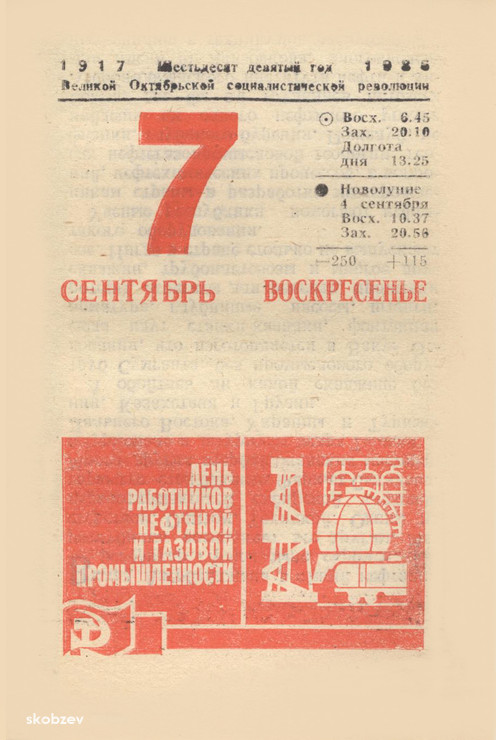 1917 Шестьдесят девятый год 1986
Великой Октябрьской социалистической революции
7
Восх. 6.45
Зах. 20.10
Долгота
дня 13.25
Новолуние
4 сентября
Восх. 10.37
Зах. 20.58
—250 +115
СЕНТЯБРЬ ВОСКРЕСЕНЬЕ
ДЕНЬ
РАБОТНИКОВ
НЕФТЯНОЙ
И ГАЗОВОЙ
ПРОМЫШЛЕННОСТИ
skobzev